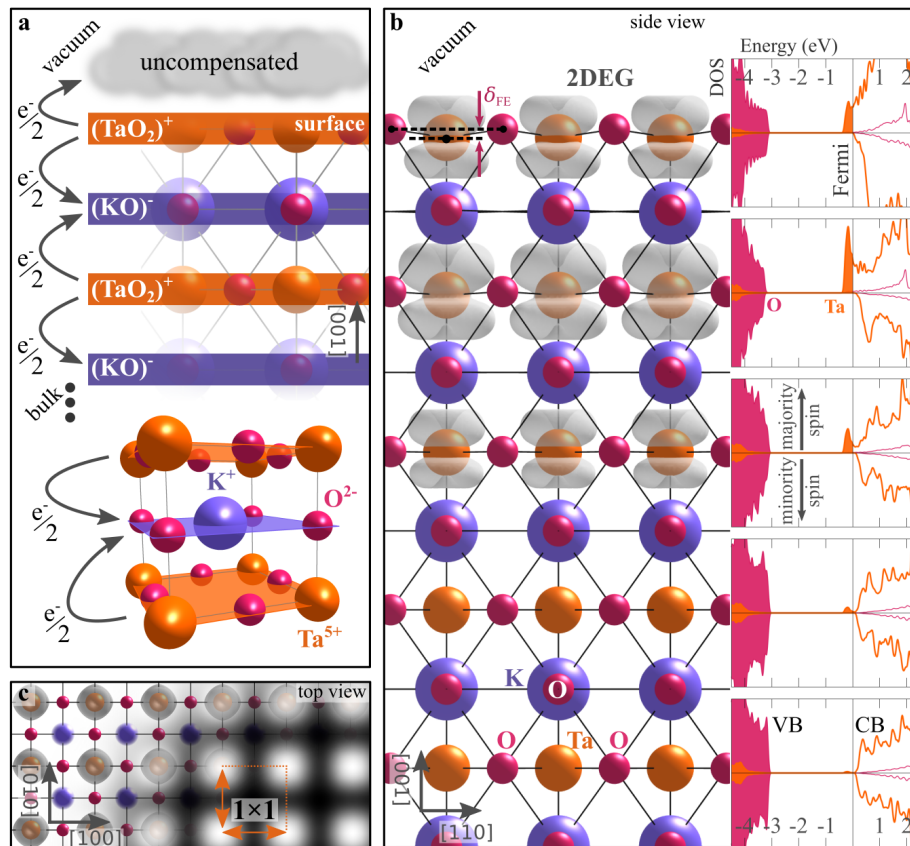 a
vacuum
uncompensated
e⁻/2
(TaO₂)⁺
surface
e⁻/2
(KO)⁻
e⁻/2
(TaO₂)⁺
[001]
e⁻/2
(KO)⁻
bulk
K⁺
O²⁻
e⁻/2
e⁻/2
Ta⁵⁺
b
side view
vacuum
2DEG
δFE
K
O
O
Ta
O
[001]
[110]
Energy (eV)
DOS
-4 -3 -2 -1 1 2
Fermi
O
Ta
majority
spin
minority
spin
VB
CB
-4 -3 -2 -1 1 2
c
top view
[010]
[100]
1×1